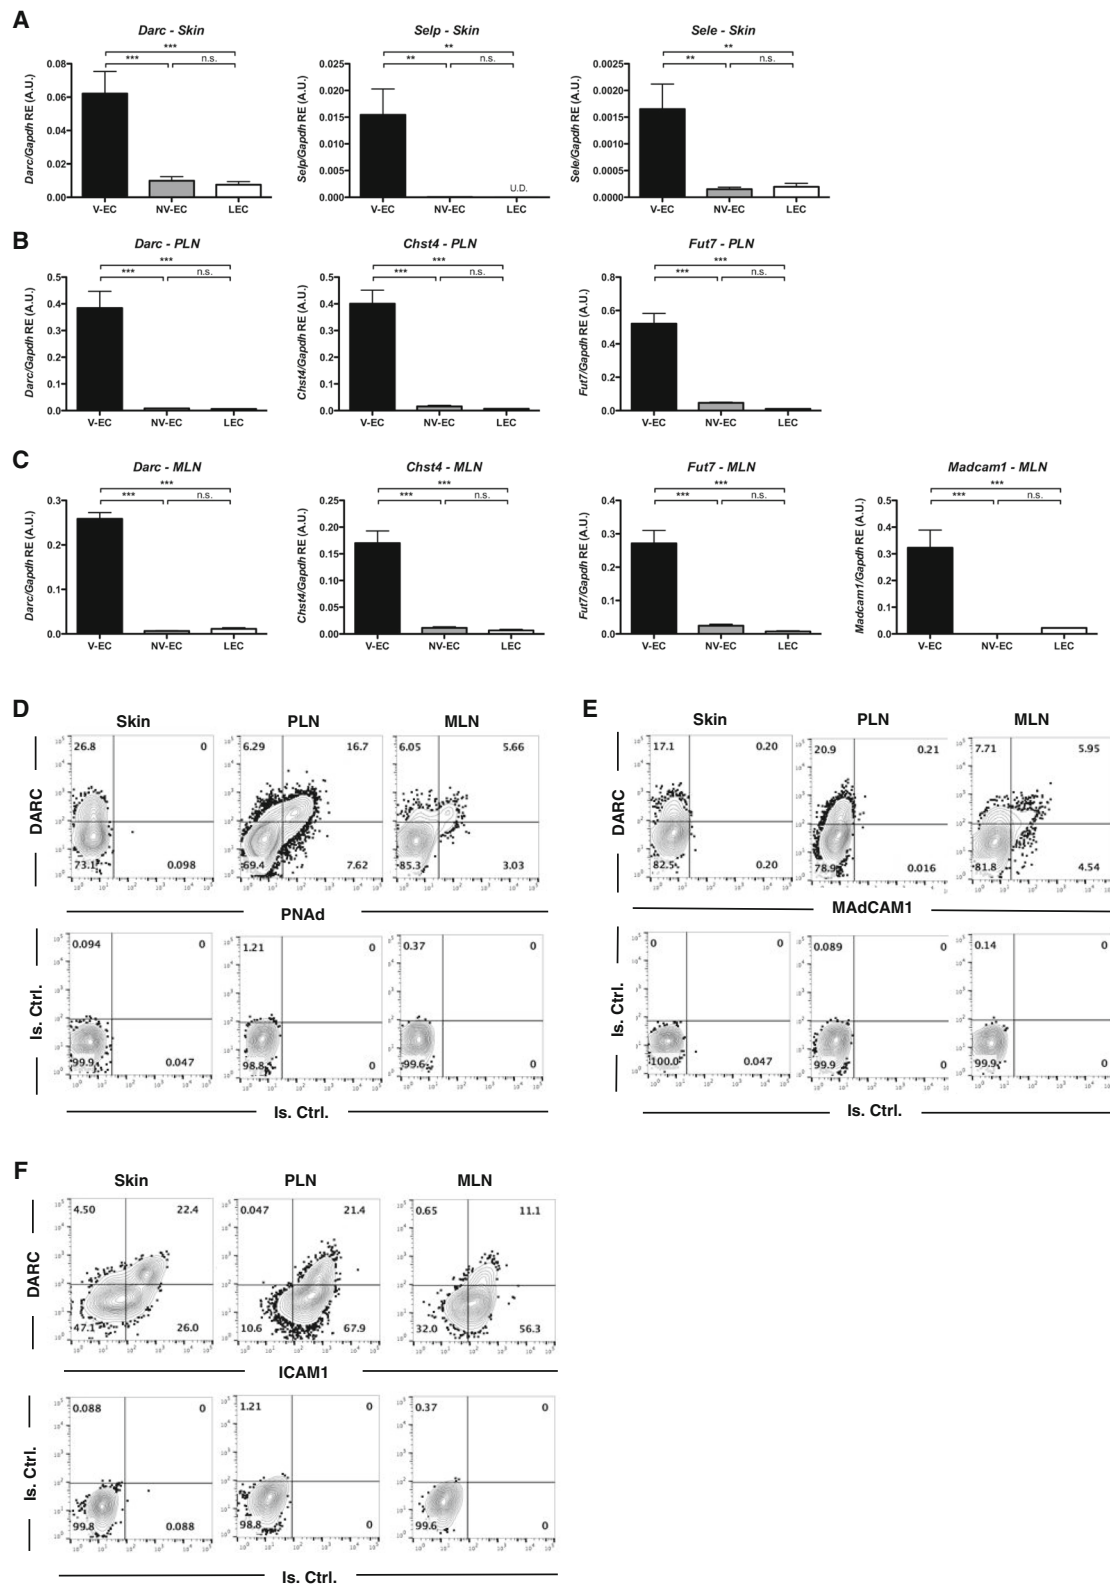 A
Darc - Skin
Selp - Skin
Sele - Skin
***
**
**
*** n.s.
** n.s.
** n.s.
Darc/Gapdh RE (A.U.)
0.08
0.06
0.04
0.02
0.00
V-EC NV-EC LEC
Selp/Gapdh RE (A.U.)
0.025
0.020
0.015
0.010
0.005
0.000
U.D.
V-EC NV-EC LEC
Sele/Gapdh RE (A.U.)
0.0025
0.0020
0.0015
0.0010
0.0005
0.0000
V-EC NV-EC LEC
B
Darc - PLN
Chst4 - PLN
Fut7 - PLN
***
***
***
*** n.s.
*** n.s.
*** n.s.
Darc/Gapdh RE (A.U.)
0.5
0.4
0.3
0.2
0.1
0.0
V-EC NV-EC LEC
Chst4/Gapdh RE (A.U.)
0.5
0.4
0.3
0.2
0.1
0.0
V-EC NV-EC LEC
Fut7/Gapdh RE (A.U.)
0.8
0.6
0.4
0.2
0.0
V-EC NV-EC LEC
C
Darc - MLN
Chst4 - MLN
Fut7 - MLN
Madcam1 - MLN
***
***
***
***
*** n.s.
*** n.s.
*** n.s.
*** n.s.
Darc/Gapdh RE (A.U.)
0.3
0.2
0.1
0.0
V-EC NV-EC LEC
Chst4/Gapdh RE (A.U.)
0.25
0.20
0.15
0.10
0.05
0.00
V-EC NV-EC LEC
Fut7/Gapdh RE (A.U.)
0.4
0.3
0.2
0.1
0.0
V-EC NV-EC LEC
Madcam1/Gapdh RE (A.U.)
0.5
0.4
0.3
0.2
0.1
0.0
V-EC NV-EC LEC
D
Skin PLN MLN
DARC
26.8 0
73.1 0.098
6.29 16.7
69.4 7.62
6.05 5.66
85.3 3.03
PNAd
Is. Ctrl.
0.094 0
99.9 0.047
1.21 0
98.8 0
0.37 0
99.6 0
Is. Ctrl.
E
Skin PLN MLN
DARC
17.1 0.20
82.5 0.20
20.9 0.21
78.9 0.016
7.71 5.95
81.8 4.54
MAdCAM1
Is. Ctrl.
0 0
100.0 0.047
0.089 0
99.9 0
0.14 0
99.9 0
Is. Ctrl.
F
Skin PLN MLN
DARC
4.50 22.4
47.1 26.0
0.047 21.4
10.6 67.9
0.65 11.1
32.0 56.3
ICAM1
Is. Ctrl.
0.088 0
99.8 0.088
1.21 0
98.8 0
0.37 0
99.6 0
Is. Ctrl.